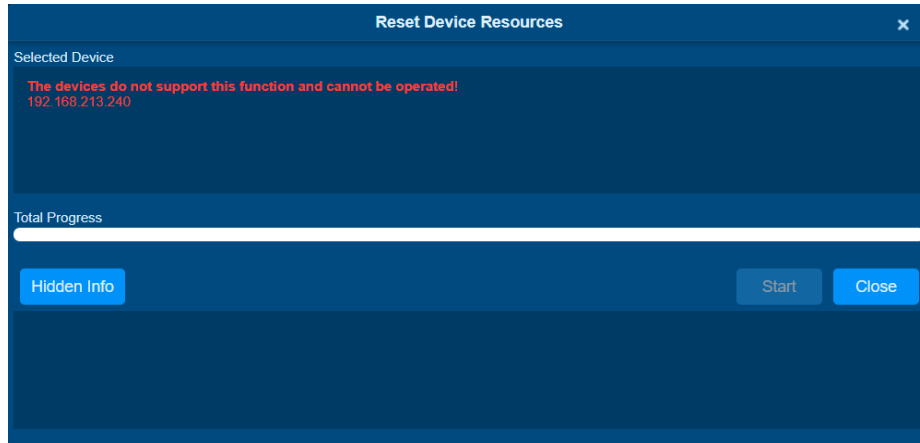 Reset Device Resources
×
Selected Device
The devices do not support this function and cannot be operated!
192.168.213.240
Total Progress
Hidden Info
Start
Close